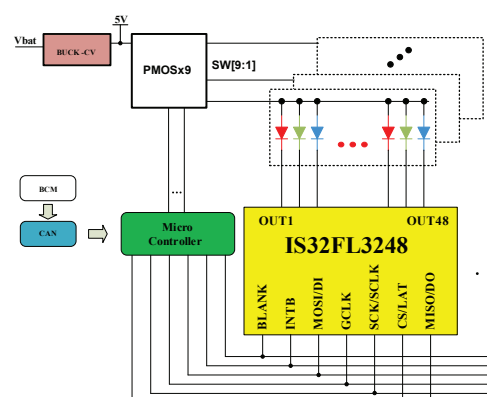 5V
Vbat
BUCK-CV
PMOSx9
SW[9:1]
BCM
CAN
Micro
Controller
OUT1
OUT48
IS32FL3248
BLANK
INTB
MOSI/DI
GCLK
SCK/SCLK
CS/LAT
MISO/DO